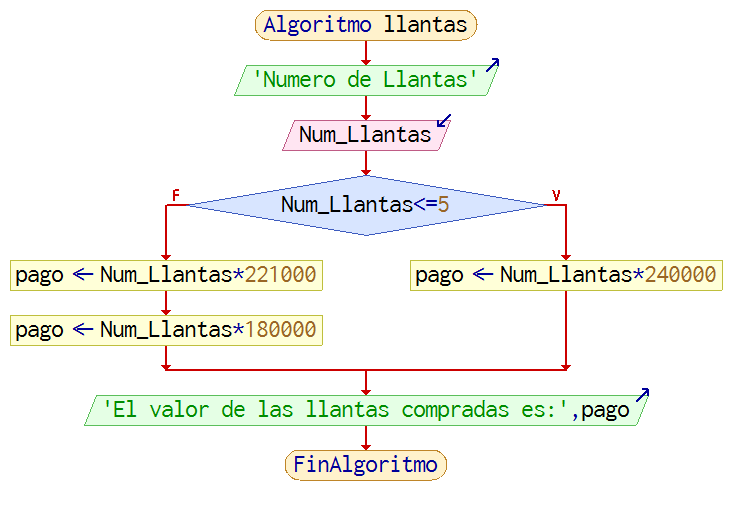 Algoritmo llantas
'Numero de Llantas'
Num_Llantas
F
V
Num_Llantas<=5
pago ← Num_Llantas*221000
pago ← Num_Llantas*240000
pago ← Num_Llantas*180000
'El valor de las llantas compradas es:',pago
FinAlgoritmo